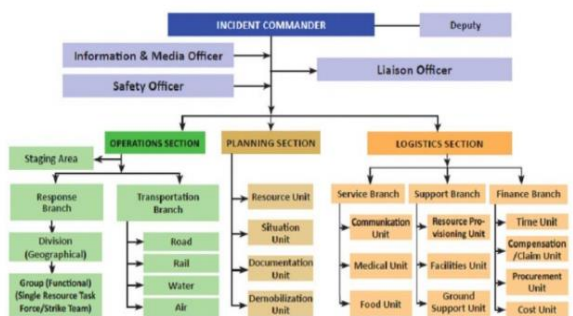 INCIDENT COMMANDER
Deputy
Information & Media Officer
Liaison Officer
Safety Officer
OPERATIONS SECTION
PLANNING SECTION
LOGISTICS SECTION
Staging Area
Response
Branch
Transportation
Branch
Division
(Geographical)
Group (Functional)
(Single Resource Task
Force/Strike Team)
Road
Rail
Water
Air
Resource Unit
Situation
Unit
Documentation
Unit
Demobilization
Unit
Service Branch
Support Branch
Finance Branch
Communication
Unit
Medical Unit
Food Unit
Resource Pro-
visioning Unit
Facilities Unit
Ground
Support Unit
Time Unit
Compensation
/Claim Unit
Procurement
Unit
Cost Unit